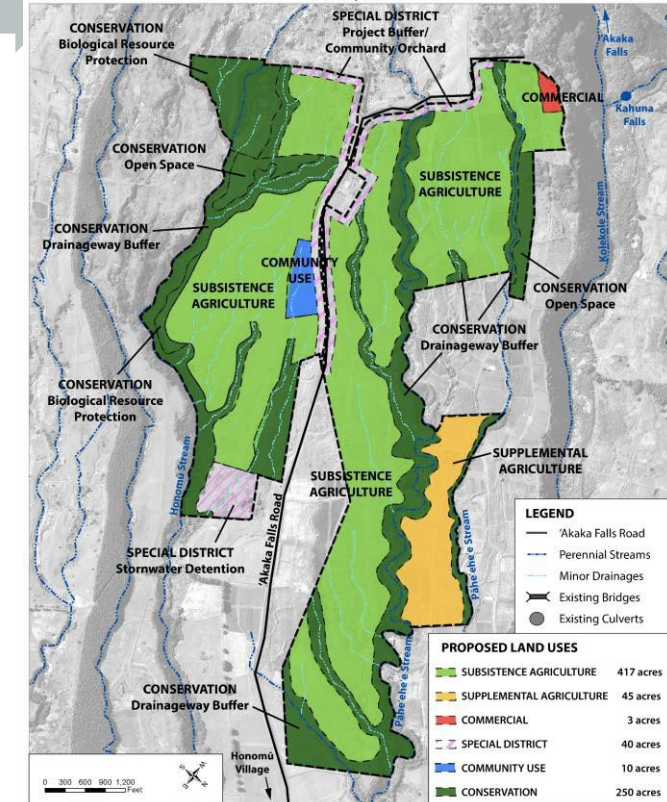 CONSERVATION
Biological Resource
Protection
SPECIAL DISTRICT
Project Buffer/
Community Orchard
'Akaka
Falls
Kahuna
Falls
COMMERCIAL
CONSERVATION
Open Space
SUBSISTENCE
AGRICULTURE
Kolekole Stream
CONSERVATION
Drainageway Buffer
COMMUNITY
USE
SUBSISTENCE
AGRICULTURE
CONSERVATION
Open Space
CONSERVATION
Drainageway Buffer
CONSERVATION
Biological Resource
Protection
Honomū Stream
SUBSISTENCE
AGRICULTURE
SUPPLEMENTAL
AGRICULTURE
'Akaka Falls Road
SPECIAL DISTRICT
Stornwater Detention
Pāhe ehe'e Stream
Pāhe ehe'e Stream
CONSERVATION
Drainageway Buffer
Honomū
Village
LEGEND
'Akaka Falls Road
Perennial Streams
Minor Drainages
Existing Bridges
Existing Culverts
PROPOSED LAND USES
SUBSISTENCE AGRICULTURE 417 acres
SUPPLEMENTAL AGRICULTURE 45 acres
COMMERCIAL 3 acres
SPECIAL DISTRICT 40 acres
COMMUNITY USE 10 acres
CONSERVATION 250 acres
0 300 600 900 1,200
Feet
N
E
S
W